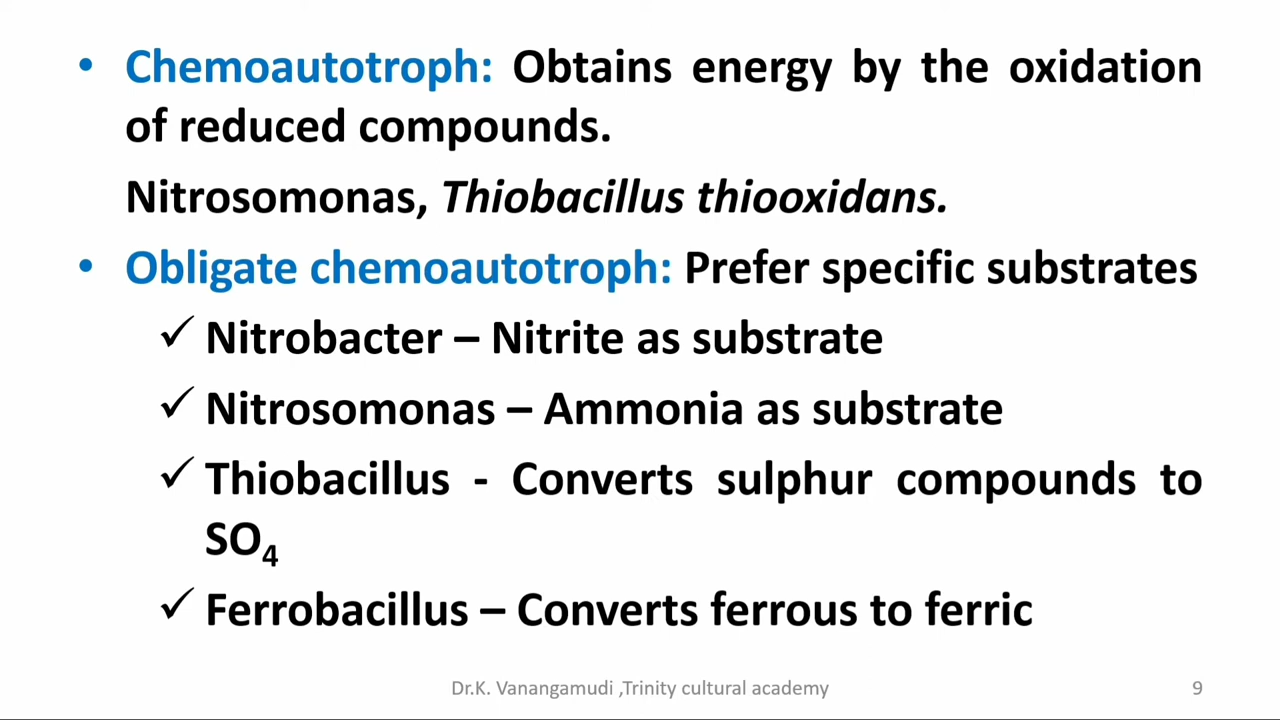 • Chemoautotroph: Obtains energy by the oxidation
of reduced compounds.
Nitrosomonas, Thiobacillus thiooxidans.
• Obligate chemoautotroph: Prefer specific substrates
✓ Nitrobacter – Nitrite as substrate
✓ Nitrosomonas – Ammonia as substrate
✓ Thiobacillus - Converts sulphur compounds to
SO₄
✓ Ferrobacillus – Converts ferrous to ferric
Dr.K. Vanangamudi ,Trinity cultural academy 9